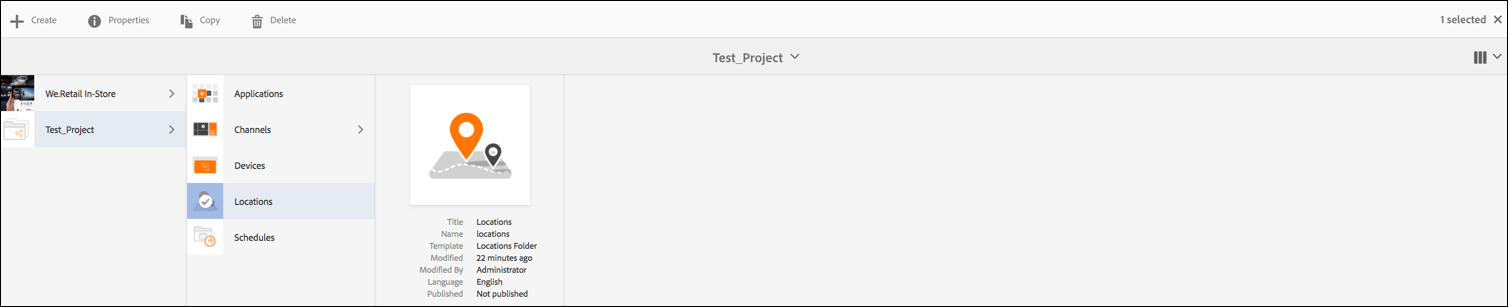 Create Properties Copy Delete 1 selected
Test_Project
We.Retail In-Store
Test_Project
Applications
Channels
Devices
Locations
Schedules
Title Locations
Name locations
Template Locations Folder
Modified 22 minutes ago
Modified By Administrator
Language English
Published Not published